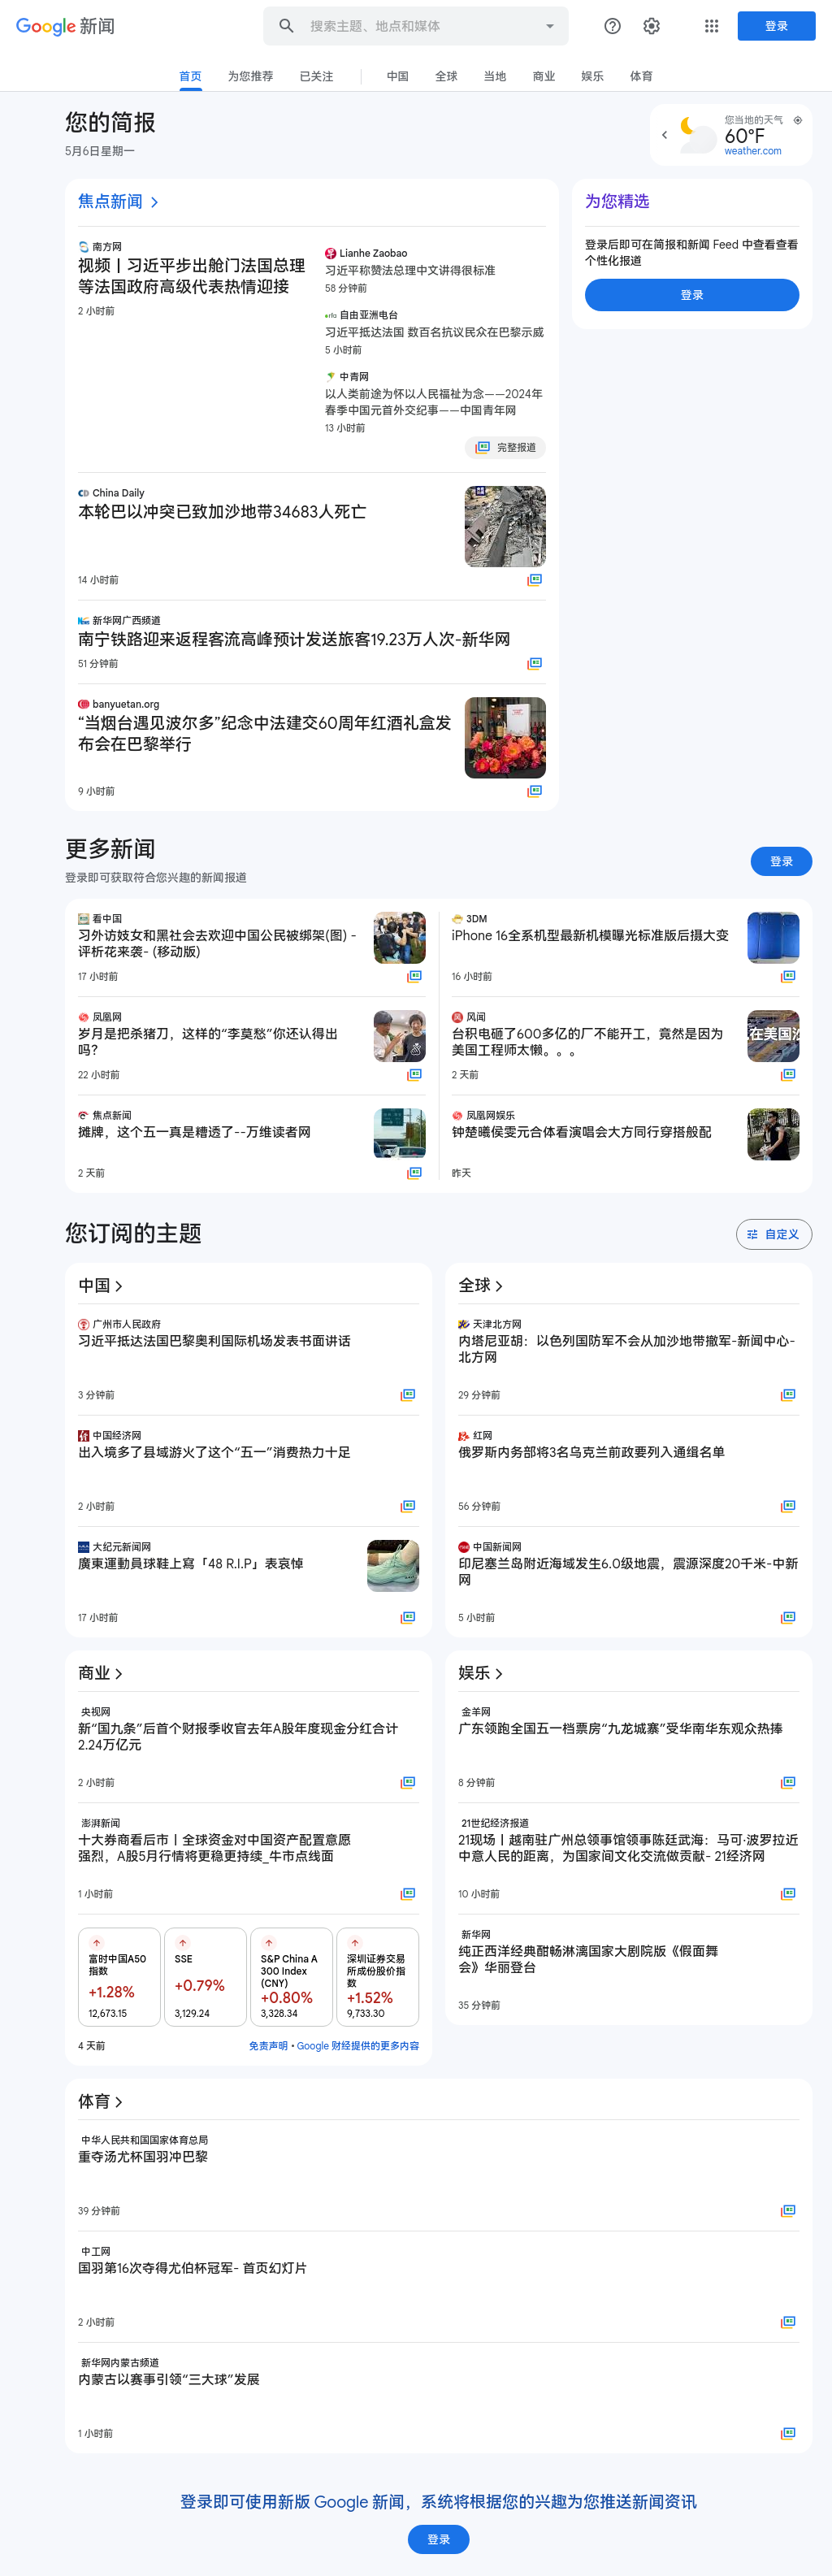 Google 新闻
搜索主题、地点和媒体
登录
首页
为您推荐
已关注
中国
全球
当地
商业
娱乐
体育
您的简报
5月6日星期一
您当地的天气
60°F
weather.com
焦点新闻
南方网
视频丨习近平步出舱门法国总理
等法国政府高级代表热情迎接
2 小时前
Lianhe Zaobao
习近平称赞法总理中文讲得很标准
58 分钟前
自由亚洲电台
习近平抵达法国 数百名抗议民众在巴黎示威
5 小时前
中青网
以人类前途为怀以人民福祉为念——2024年
春季中国元首外交纪事——中国青年网
13 小时前
完整报道
China Daily
本轮巴以冲突已致加沙地带34683人死亡
14 小时前
新华网广西频道
南宁铁路迎来返程客流高峰预计发送旅客19.23万人次-新华网
51 分钟前
banyuetan.org
“当烟台遇见波尔多”纪念中法建交60周年红酒礼盒发
布会在巴黎举行
9 小时前
为您精选
登录后即可在简报和新闻 Feed 中查看查看
个性化报道
登录
更多新闻
登录即可获取符合您兴趣的新闻报道
登录
看中国
习外访妓女和黑社会去欢迎中国公民被绑架(图) -
评析花来袭- (移动版)
17 小时前
凤凰网
岁月是把杀猪刀，这样的“李莫愁”你还认得出
吗？
22 小时前
焦点新闻
摊牌，这个五一真是糟透了--万维读者网
2 天前
3DM
iPhone 16全系机型最新机模曝光标准版后摄大变
16 小时前
风闻
台积电砸了600多亿的厂不能开工，竟然是因为
美国工程师太懒。。。
在美国
2 天前
凤凰网娱乐
钟楚曦侯雯元合体看演唱会大方同行穿搭般配
昨天
您订阅的主题
自定义
中国
广州市人民政府
习近平抵达法国巴黎奥利国际机场发表书面讲话
3 分钟前
中国经济网
出入境多了县域游火了这个“五一”消费热力十足
2 小时前
大纪元新闻网
廣東運動員球鞋上寫「48 R.I.P」表哀悼
17 小时前
全球
天津北方网
内塔尼亚胡：以色列国防军不会从加沙地带撤军-新闻中心-
北方网
29 分钟前
红网
俄罗斯内务部将3名乌克兰前政要列入通缉名单
56 分钟前
中国新闻网
印尼塞兰岛附近海域发生6.0级地震，震源深度20千米-中新
网
5 小时前
商业
央视网
新“国九条”后首个财报季收官去年A股年度现金分红合计
2.24万亿元
2 小时前
澎湃新闻
十大券商看后市丨全球资金对中国资产配置意愿
强烈，A股5月行情将更稳更持续_牛市点线面
1 小时前
富时中国A50
指数
+1.28%
12,673.15
SSE
+0.79%
3,129.24
S&P China A
300 Index
(CNY)
+0.80%
3,328.34
深圳证券交易
所成份股价指
数
+1.52%
9,733.30
4 天前
免责声明 • Google 财经提供的更多内容
娱乐
金羊网
广东领跑全国五一档票房“九龙城寨”受华南华东观众热捧
8 分钟前
21世纪经济报道
21现场丨越南驻广州总领事馆领事陈廷武海：马可·波罗拉近
中意人民的距离，为国家间文化交流做贡献- 21经济网
10 小时前
新华网
纯正西洋经典酣畅淋漓国家大剧院版《假面舞
会》华丽登台
35 分钟前
体育
中华人民共和国国家体育总局
重夺汤尤杯国羽冲巴黎
39 分钟前
中工网
国羽第16次夺得尤伯杯冠军- 首页幻灯片
2 小时前
新华网内蒙古频道
内蒙古以赛事引领“三大球”发展
1 小时前
登录即可使用新版 Google 新闻，系统将根据您的兴趣为您推送新闻资讯
登录